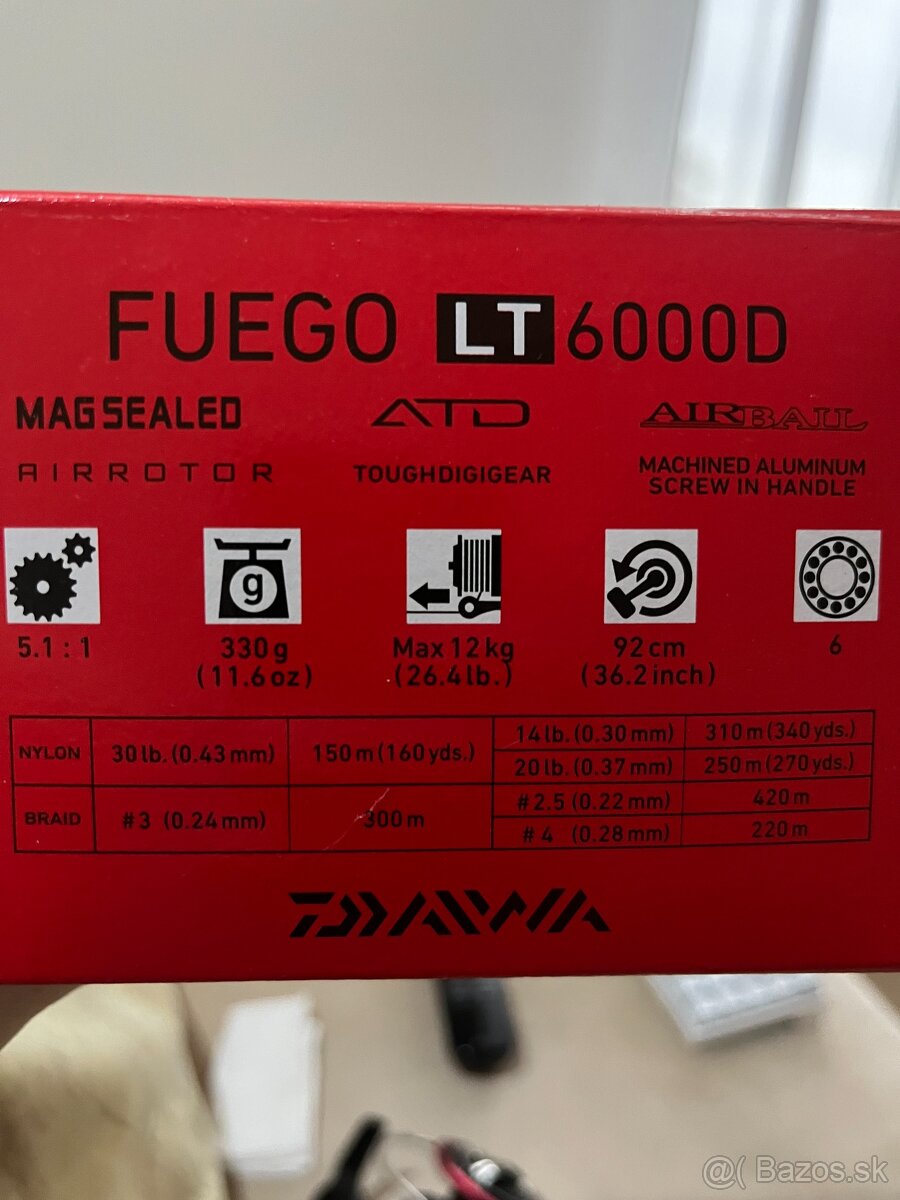 FUEGO LT 6000D
MAGSEALED ATD AIRBAIL
AIRROTOR TOUGHDIGIGEAR MACHINED ALUMINUM
SCREW IN HANDLE
g
5.1 : 1 330g Max 12 kg 92 cm 6
(11.6 oz) (26.4 lb.) (36.2 inch)
NYLON 30 lb. (0.43 mm) 150 m (160 yds.) 14 lb. (0.30 mm) 310 m (340 yds.)
20 lb. (0.37 mm) 250 m (270 yds.)
BRAID #3 (0.24 mm) 300 m #2.5 (0.22 mm) 420 m
#4 (0.28 mm) 220 m
DAIWA
@( Bazos.sk